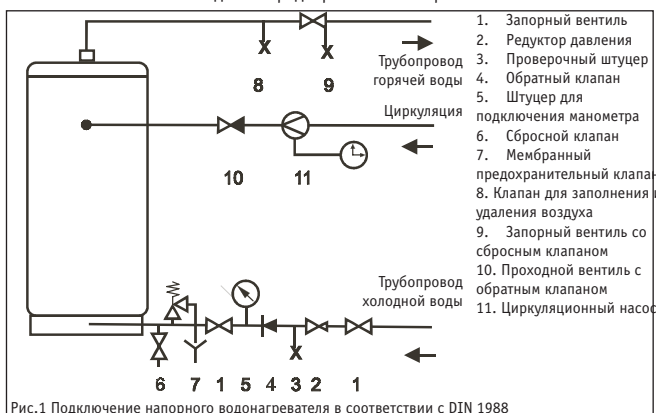 1. Запорный вентиль
2. Редуктор давления
3. Проверочный штуцер
4. Обратный клапан
5. Штуцер для
подключения манометра
6. Сбросной клапан
7. Мембранный
предохранительный клапан
8. Клапан для заполнения и
удаления воздуха
9. Запорный вентиль со
сбросным клапаном
10. Проходной вентиль с
обратным клапаном
11. Циркуляционный насос
Трубопровод
горячей воды
8 9
Циркуляция
10 11
Трубопровод
холодной воды
6 7 1 5 4 3 2 1
Рис.1 Подключение напорного водонагревателя в соответствии с DIN 1988